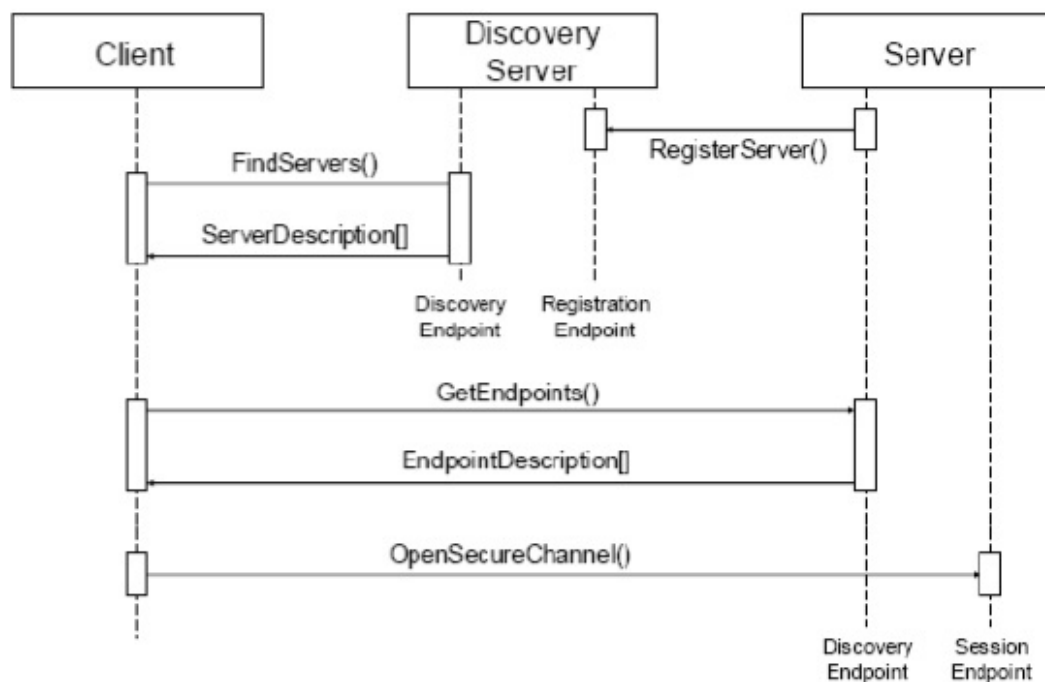 Client
Discovery
Server
Server
RegisterServer()
FindServers()
ServerDescription[]
Discovery
Endpoint
Registration
Endpoint
GetEndpoints()
EndpointDescription[]
OpenSecureChannel()
Discovery
Endpoint
Session
Endpoint